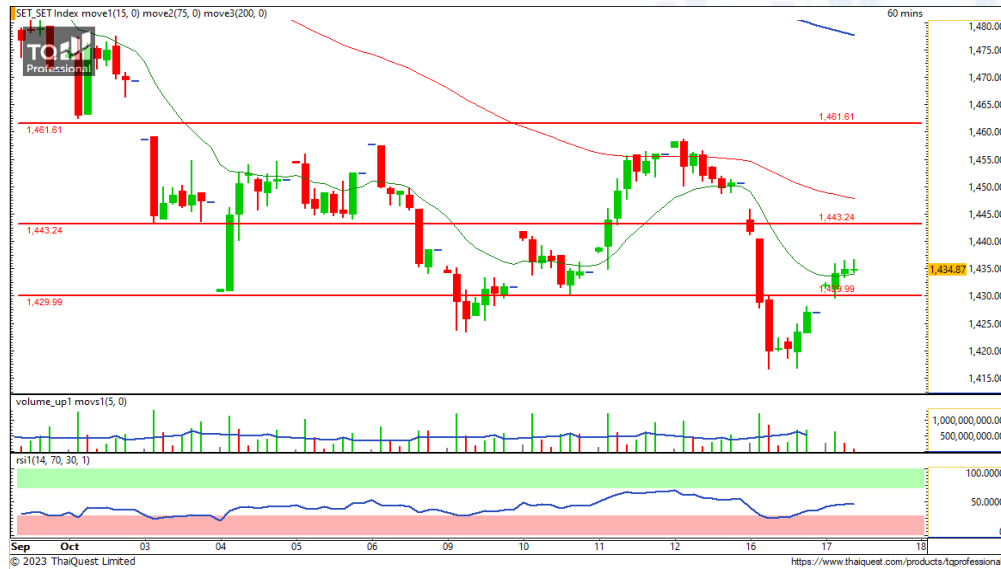 SET_SET Index move1(15, 0) move2(75, 0) move3(200, 0)
60 mins
TQ
Professional
1,480.00
1,475.00
1,470.00
1,465.00
1,461.61
1,461.61
1,460.00
1,455.00
1,450.00
1,445.00
1,443.24
1,443.24
1,440.00
1,435.00
1,434.87
1,430.00
1,429.99
1,429.99
1,425.00
1,420.00
1,415.00
volume_up1 movs1(5, 0)
1,000,000,000.00
500,000,000.00
rsi1(14, 70, 30, 1)
100.0000
50.0000
Sep Oct 03 04 05 06 09 10 11 12 16 17 18
© 2023 ThaiQuest Limited
https://www.thaiquest.com/products/tqprofessional